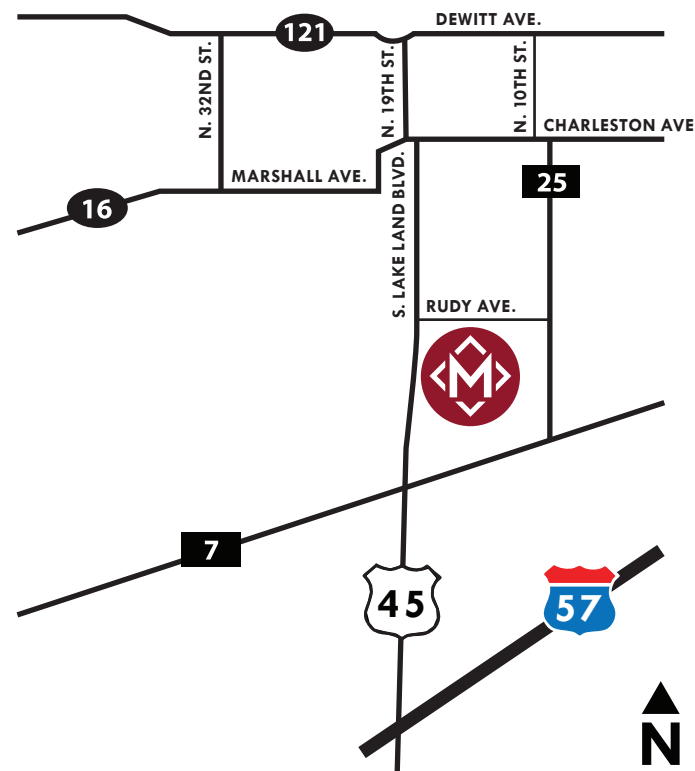 DEWITT AVE.
121
N. 32ND ST.
N. 19TH ST.
N. 10TH ST.
CHARLESTON AVE
MARSHALL AVE.
25
16
S. LAKE LAND BLVD.
RUDY AVE.
M
7
45
57
N